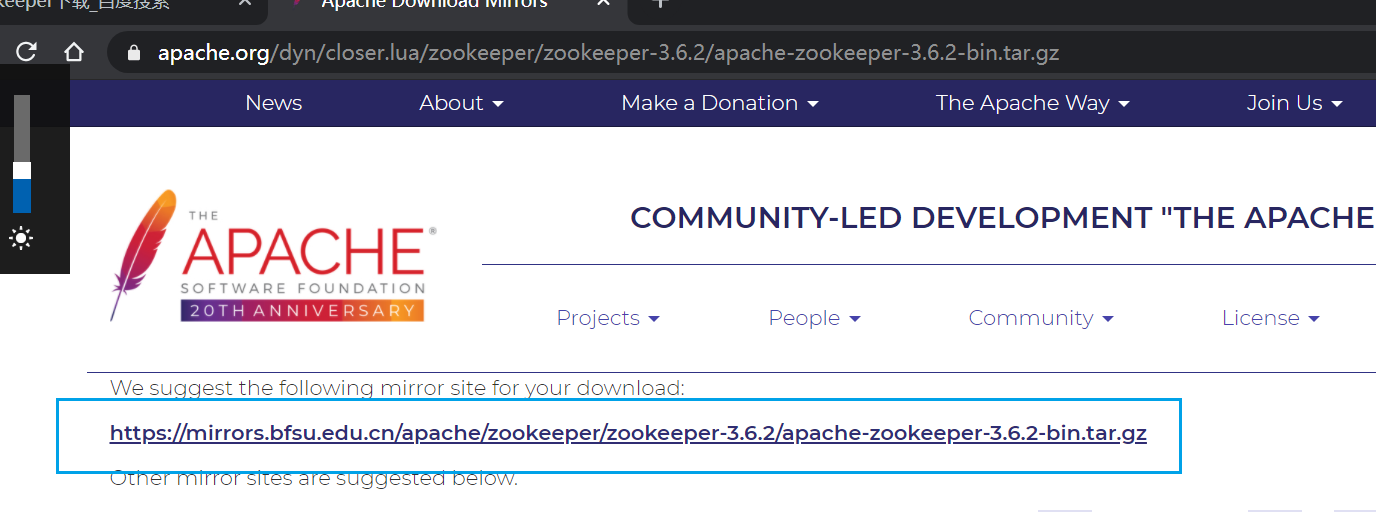 keeper下载_百度搜索
Apache Download Mirrors
apache.org/dyn/closer.lua/zookeeper/zookeeper-3.6.2/apache-zookeeper-3.6.2-bin.tar.gz
News About Make a Donation The Apache Way Join Us
THE
APACHE®
SOFTWARE FOUNDATION
20TH ANNIVERSARY
COMMUNITY-LED DEVELOPMENT "THE APACHE
Projects People Community License
We suggest the following mirror site for your download:
https://mirrors.bfsu.edu.cn/apache/zookeeper/zookeeper-3.6.2/apache-zookeeper-3.6.2-bin.tar.gz
Other mirror sites are suggested below.